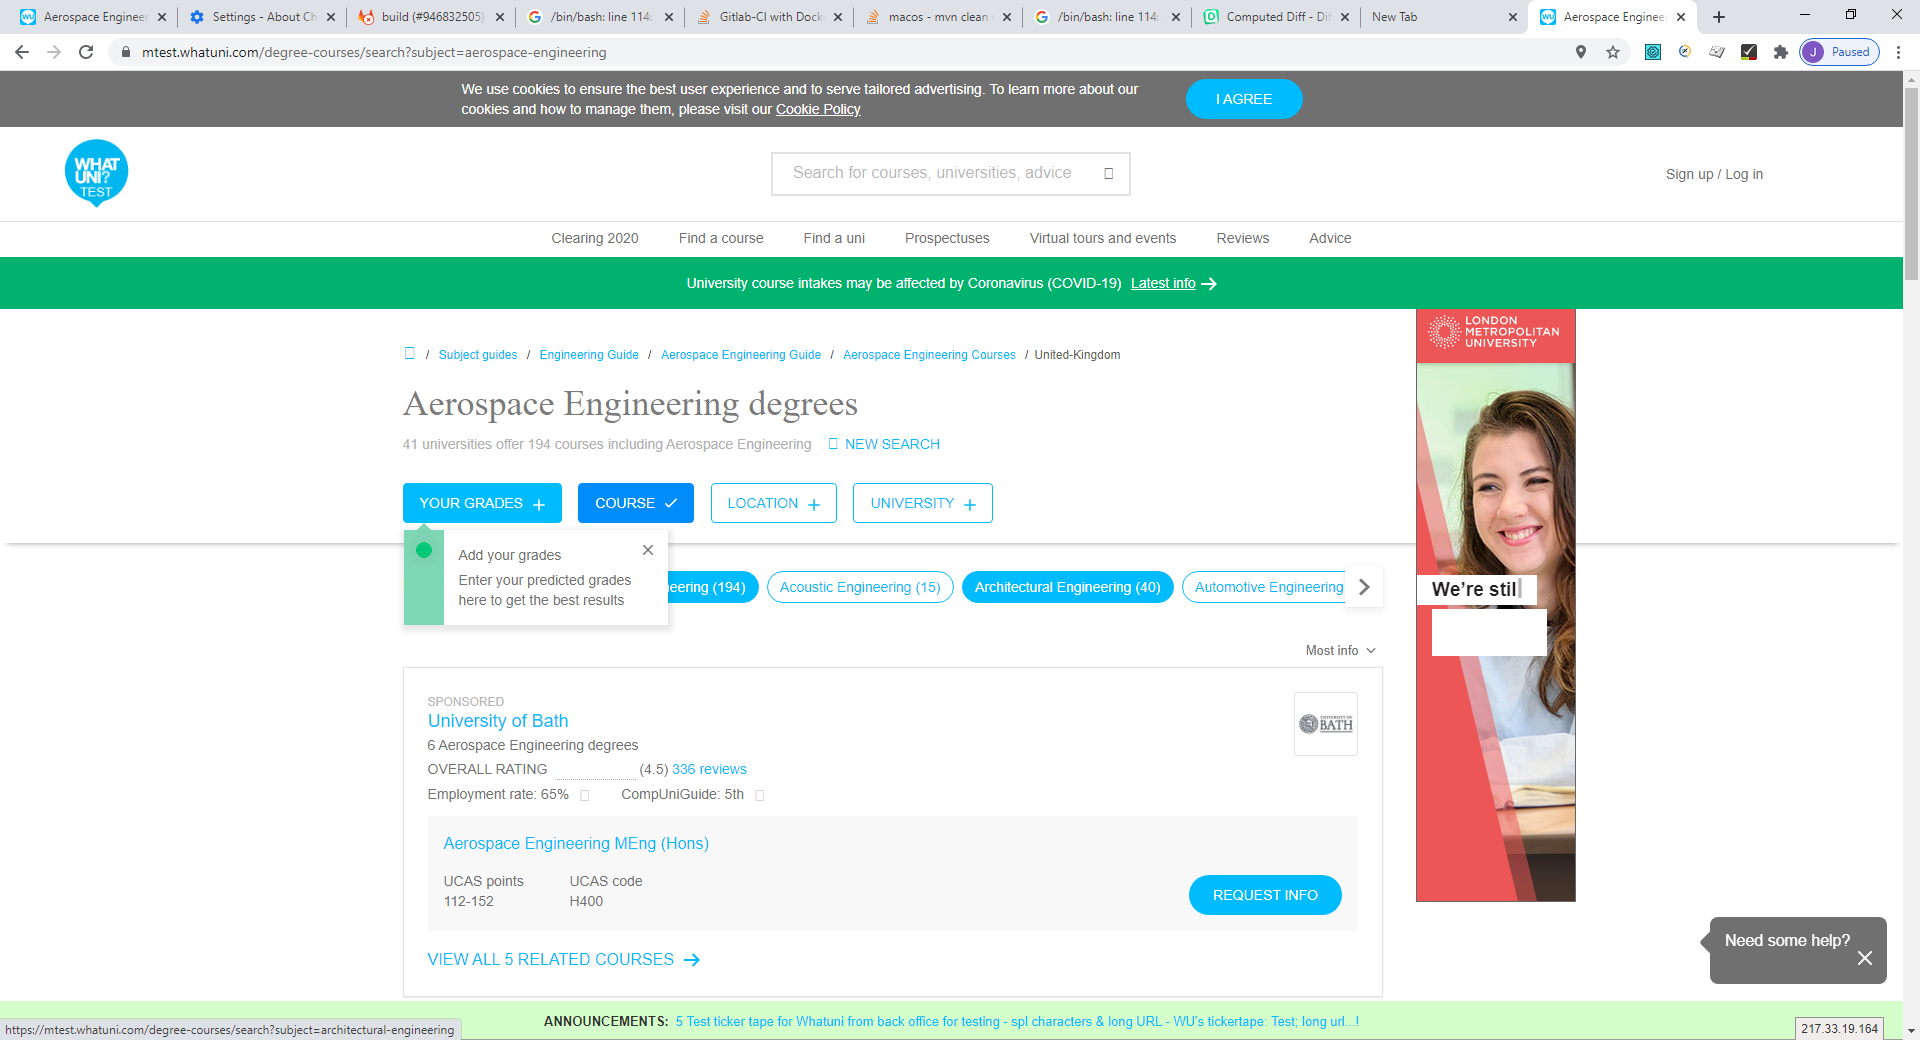 Aerospace Engineer
Settings - About Ch
build (#946832505)
/bin/bash: line 114:
Gitlab-CI with Dock
macos - mvn clean
/bin/bash: line 114:
Computed Diff - Dif
New Tab
Aerospace Engineer
mtest.whatuni.com/degree-courses/search?subject=aerospace-engineering
J Paused
We use cookies to ensure the best user experience and to serve tailored advertising. To learn more about our
cookies and how to manage them, please visit our Cookie Policy
I AGREE
WHAT
UNI?
TEST
Search for courses, universities, advice
Sign up / Log in
Clearing 2020 Find a course Find a uni Prospectuses Virtual tours and events Reviews Advice
University course intakes may be affected by Coronavirus (COVID-19) Latest info
/ Subject guides / Engineering Guide / Aerospace Engineering Guide / Aerospace Engineering Courses / United-Kingdom
Aerospace Engineering degrees
41 universities offer 194 courses including Aerospace Engineering NEW SEARCH
YOUR GRADES + COURSE LOCATION + UNIVERSITY +
Add your grades
Enter your predicted grades
here to get the best results
eering (194) Acoustic Engineering (15) Architectural Engineering (40) Automotive Engineering
Most info
SPONSORED
University of Bath
6 Aerospace Engineering degrees
OVERALL RATING (4.5) 336 reviews
Employment rate: 65% CompUniGuide: 5th
UNIVERSITY OF
BATH
Aerospace Engineering MEng (Hons)
UCAS points UCAS code
112-152 H400
REQUEST INFO
VIEW ALL 5 RELATED COURSES
LONDON
METROPOLITAN
UNIVERSITY
We're stil
Need some help?
ANNOUNCEMENTS: 5 Test ticker tape for Whatuni from back office for testing - spl characters & long URL - WU's tickertape: Test; long url...!
https://mtest.whatuni.com/degree-courses/search?subject=architectural-engineering
217.33.19.164